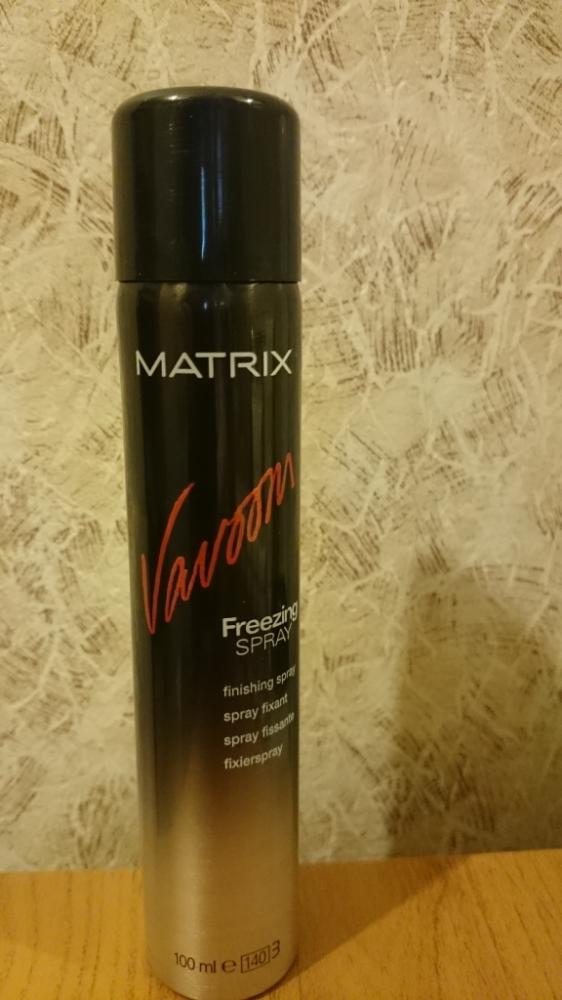 MATRIX
Vavoom
Freezing
SPRAY
finishing spray
spray fixant
spray fissante
fixierspray
100 ml ℮ 140 3